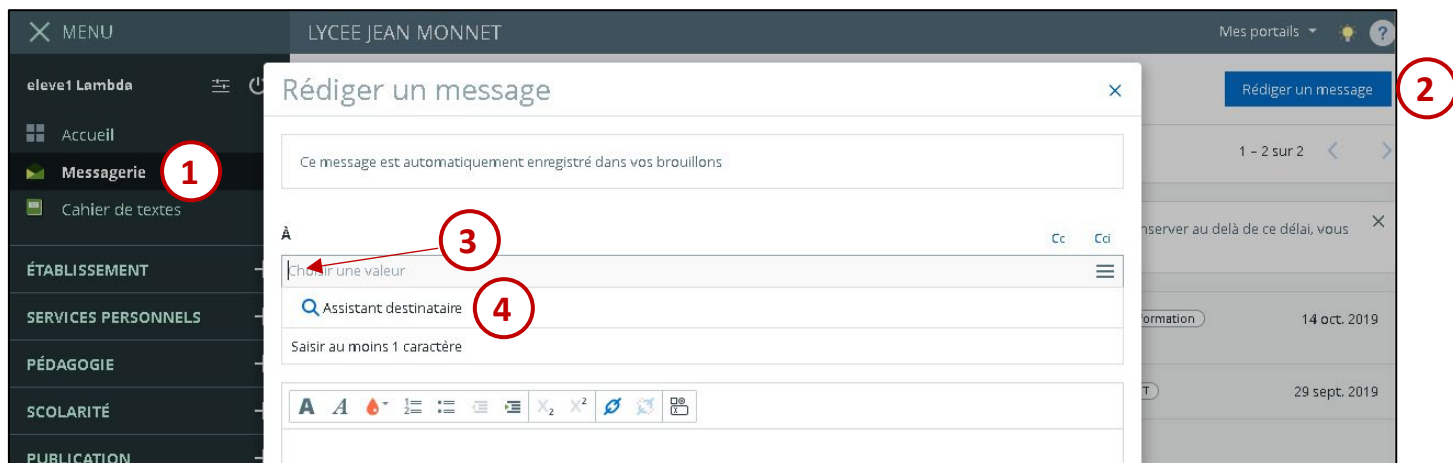 MENU
LYCEE JEAN MONNET
Mes portails
?
eleve1 Lambda
Accueil
Messagerie
1
Cahier de textes
ÉTABLISSEMENT
SERVICES PERSONNELS
PÉDAGOGIE
SCOLARITÉ
PUBLICATION
Rédiger un message
×
Ce message est automatiquement enregistré dans vos brouillons
À
3
Cc Cci
Choisir une valeur
Assistant destinataire
4
Saisir au moins 1 caractère
A A X₂ X²
Rédiger un message
2
1 – 2 sur 2
nserver au delà de ce délai, vous
ormation
14 oct. 2019
T
29 sept. 2019